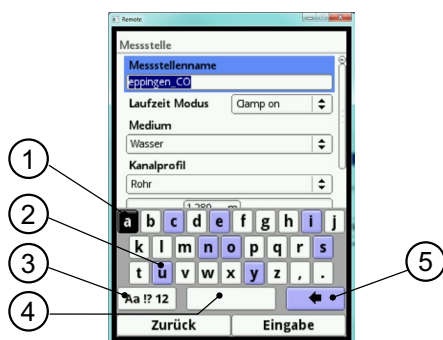 Remote
Messstelle
Messstellenname
eppingen_CO
Laufzeit Modus Clamp on
Medium
Wasser
Kanalprofil
Rohr
1.280 m
1
a b c d e f g h i j
2
k l m n o p q r s
3
t u v w x y z , .
5
Aa !? 12
4
Zurück Eingabe